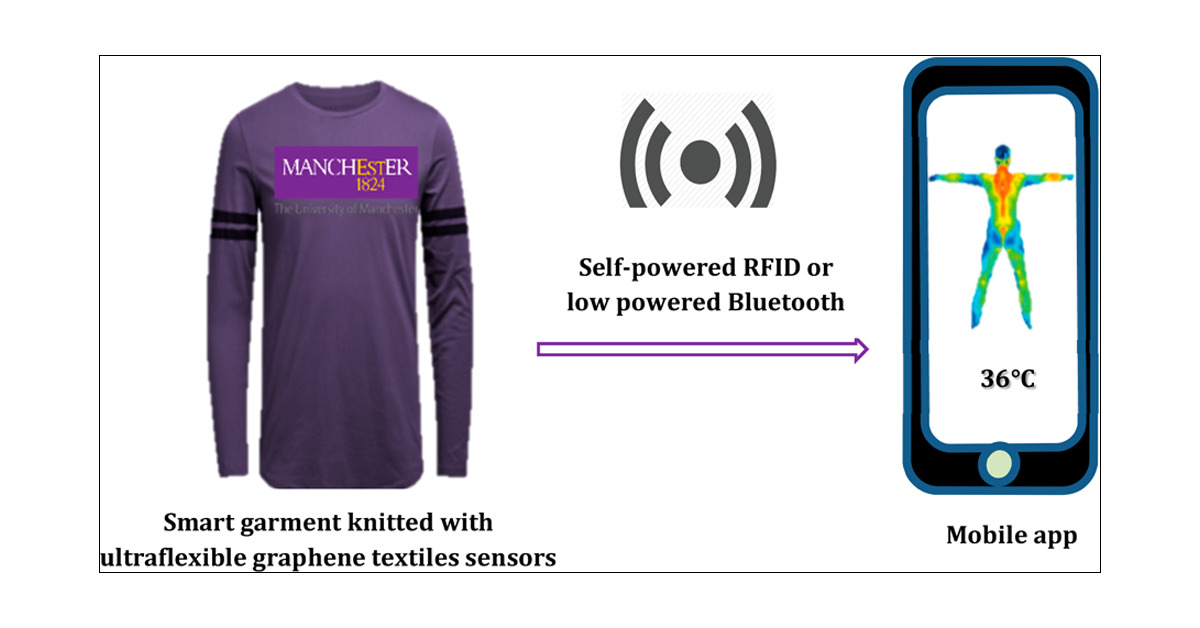 MANCHEstER
1824
The University of Manchester
Self-powered RFID or
low powered Bluetooth
36°C
Smart garment knitted with
ultraflexible graphene textiles sensors
Mobile app